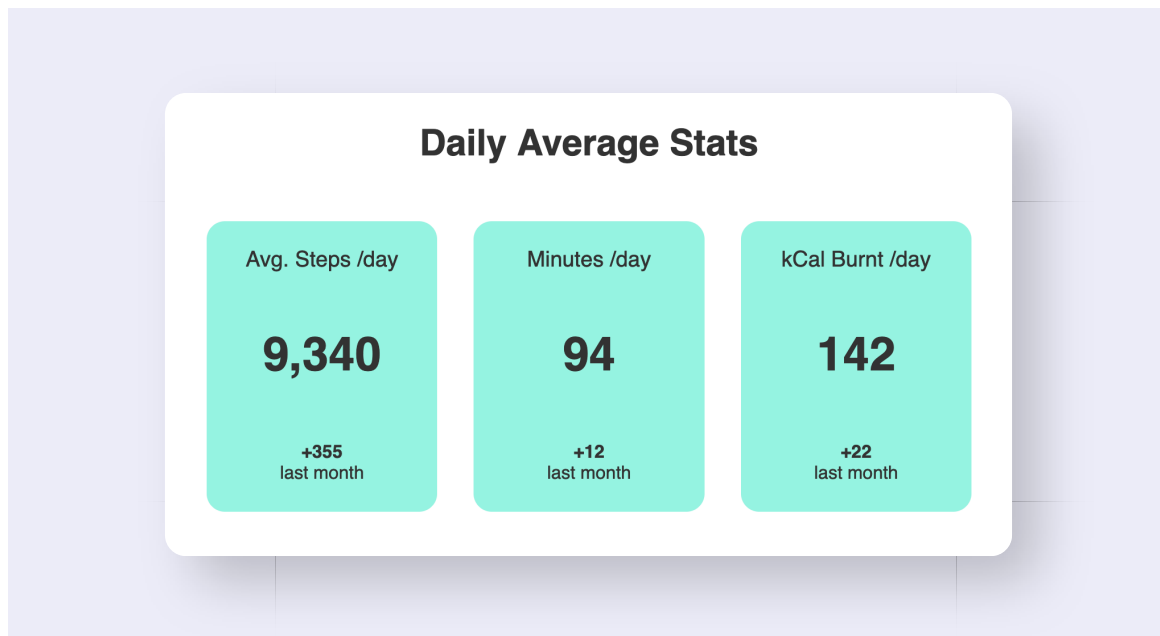 Daily Average Stats
Avg. Steps /day
9,340
+355
last month
Minutes /day
94
+12
last month
kCal Burnt /day
142
+22
last month